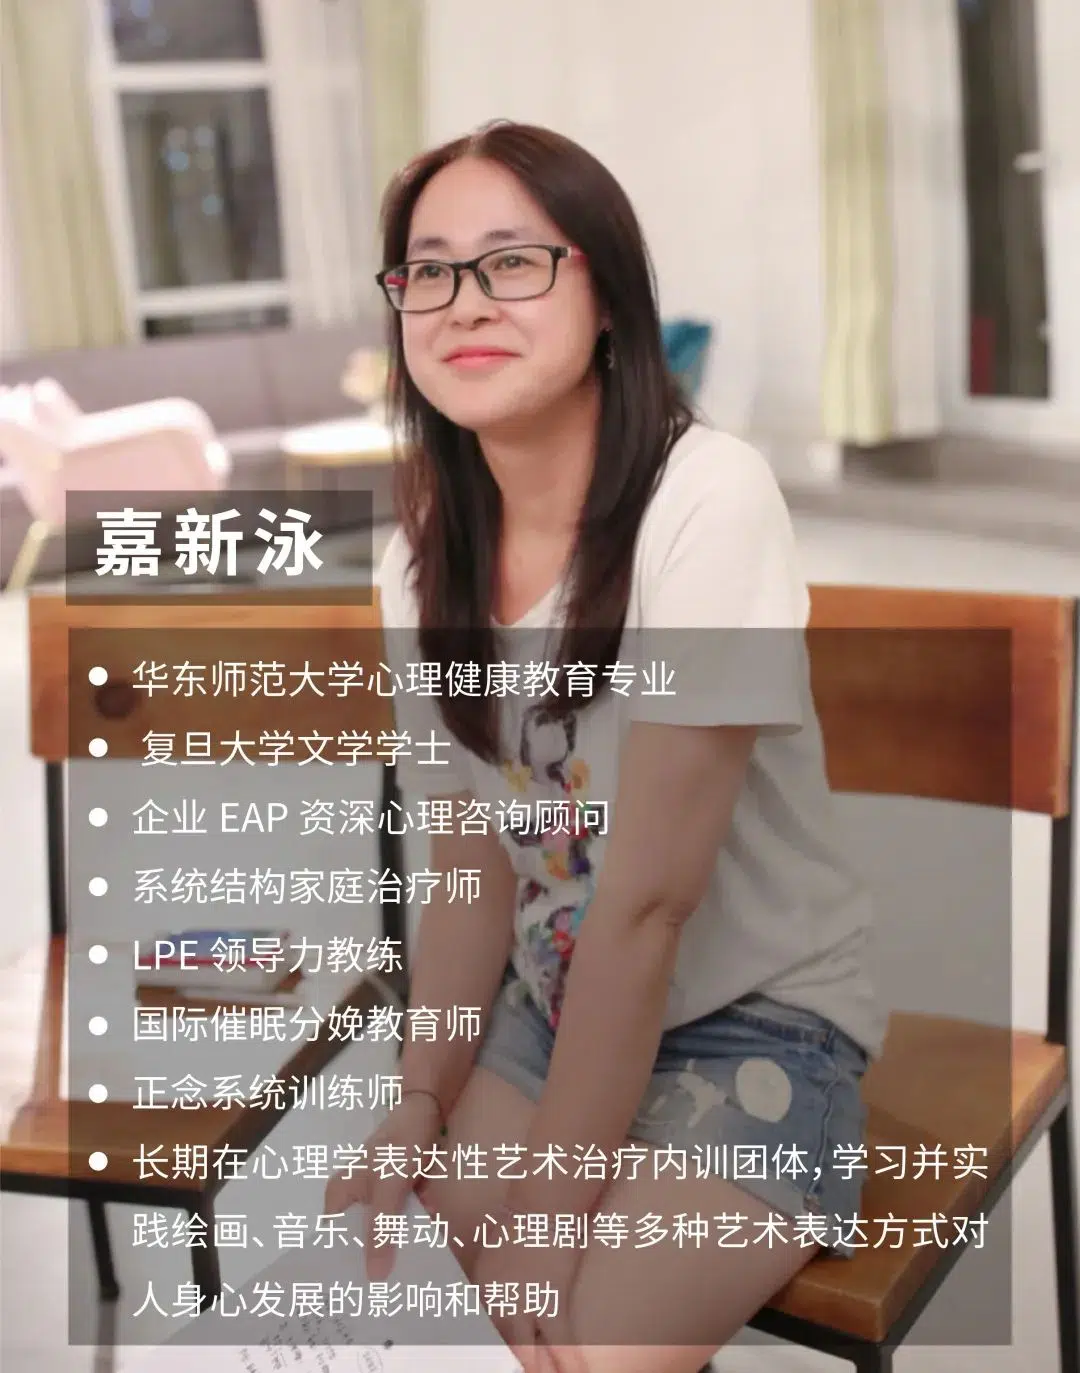 嘉新泳
● 华东师范大学心理健康教育专业
● 复旦大学文学学士
● 企业 EAP 资深心理咨询顾问
● 系统结构家庭治疗师
● LPE 领导力教练
● 国际催眠分娩教育师
● 正念系统训练师
● 长期在心理学表达性艺术治疗内训团体，学习并实
践绘画、音乐、舞动、心理剧等多种艺术表达方式对
人身心发展的影响和帮助